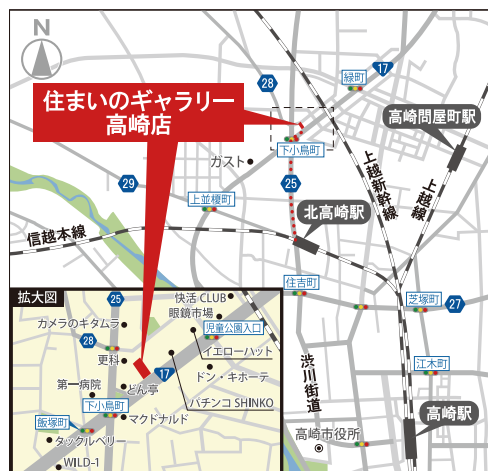 N
住まいのギャラリー
高崎店
28
17
緑町
高崎問屋町駅
下小鳥町
ガスト
25
上越新幹線
上越線
29
上並榎町
北高崎駅
信越本線
住吉町
芝塚町
27
渋川街道
江木町
高崎駅
高崎市役所
拡大図
25
快活 CLUB
眼鏡市場
カメラのキタムラ
児童公園入口
28
イエローハット
更科
17
ドン・キホーテ
どん亭
第一病院
パチンコ SHINKO
下小鳥町
マクドナルド
飯塚町
タックルベリー
WILD-1